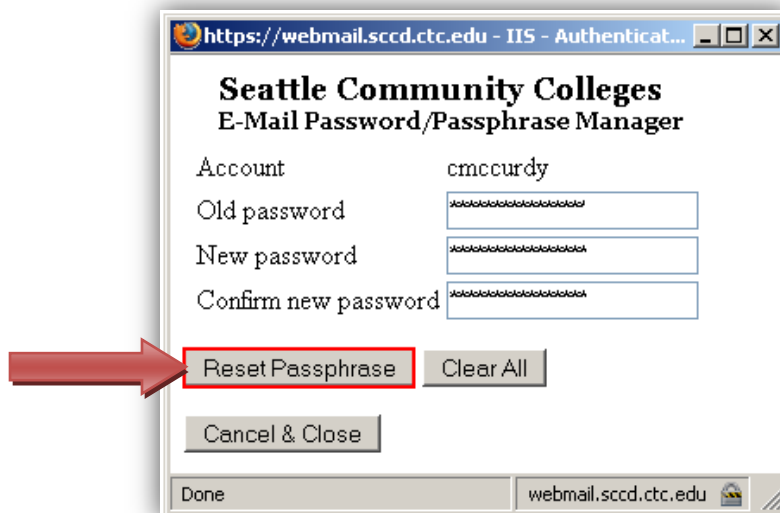 https://webmail.sccd.ctc.edu - IIS - Authenticat...
Seattle Community Colleges
E-Mail Password/Passphrase Manager
Account cmccurdy
Old password
New password
Confirm new password
Reset Passphrase Clear All
Cancel & Close
Done webmail.sccd.ctc.edu